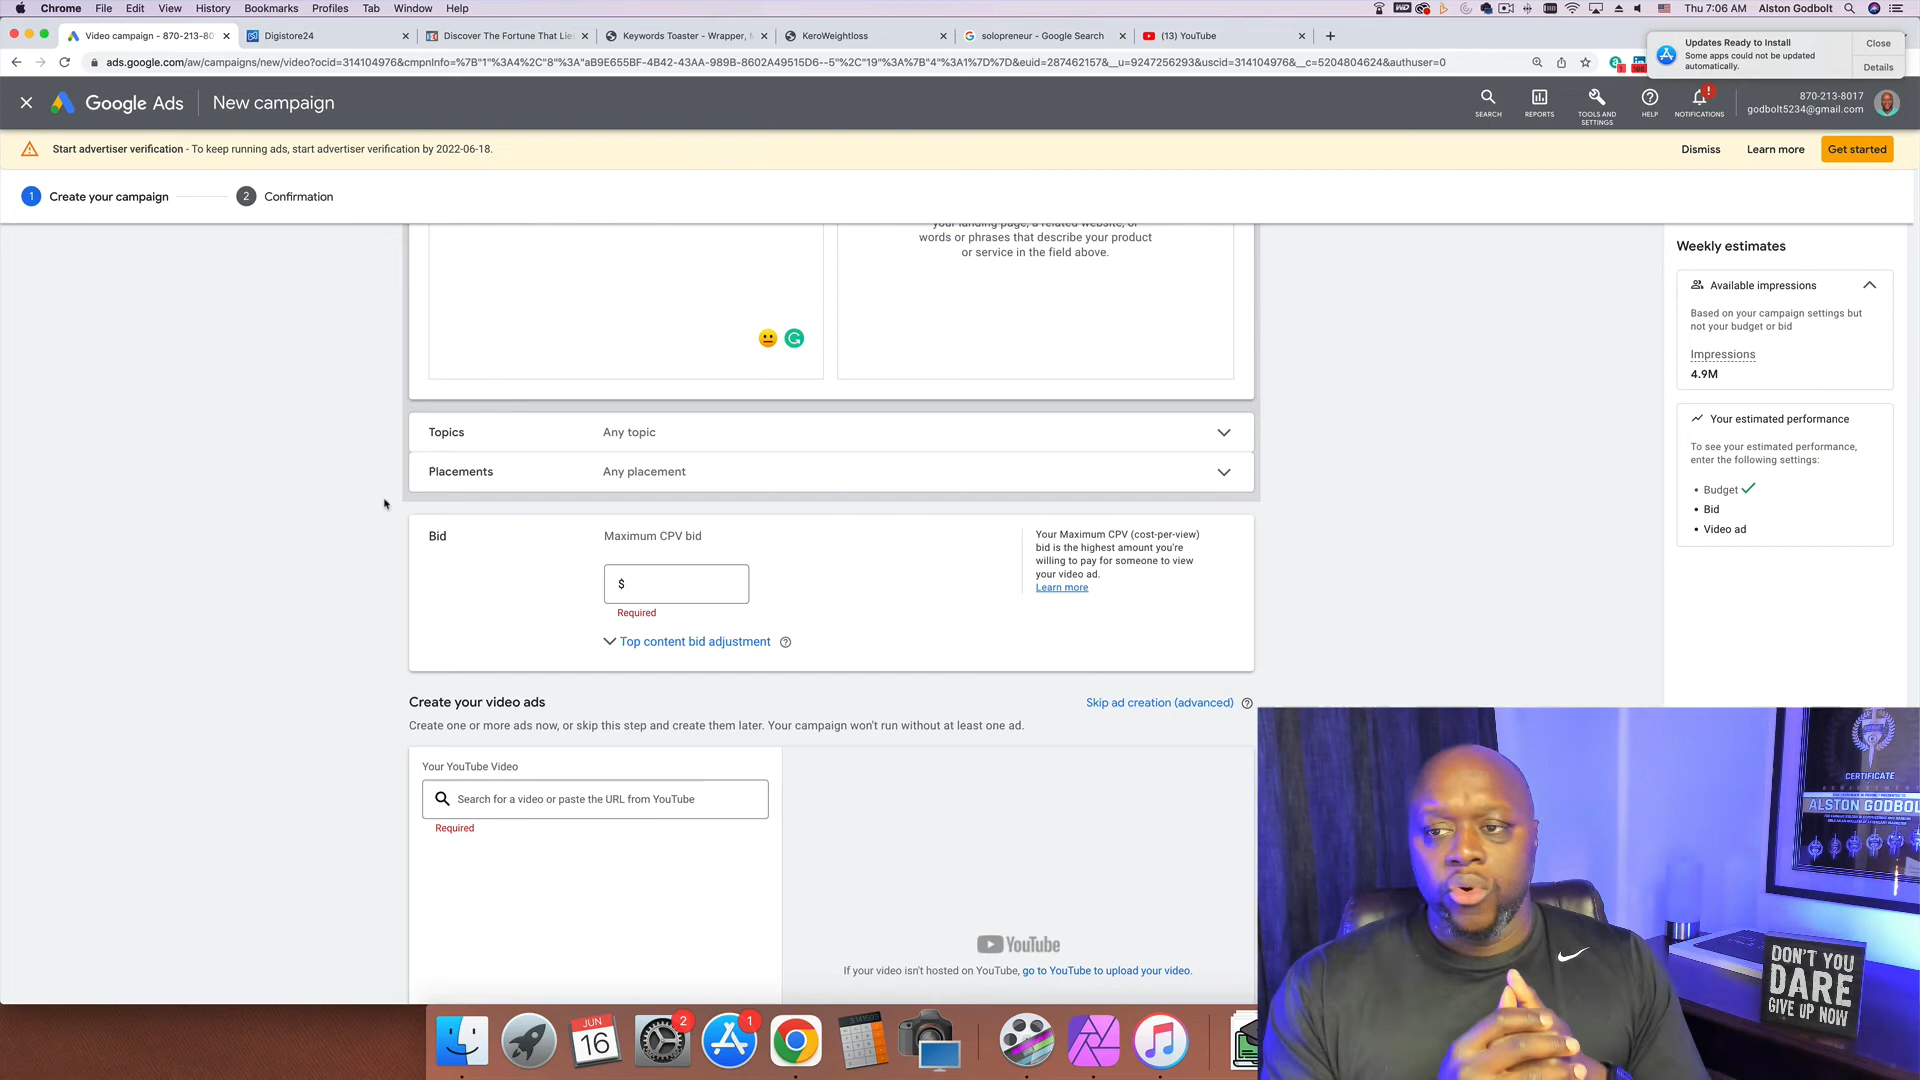 Chrome File Edit View History Bookmarks Profiles Tab Window Help
Thu 7:06 AM Alston Godbolt
Video campaign - 870-213-80
Digistore24
Discover The Fortune That Lies
Keywords Toaster - Wrapper,
KeroWeightloss
solopreneur - Google Search
(13) YouTube
ads.google.com/aw/campaigns/new/video?ocid=314104976&cmpnInfo=%7B"1"%3A4%2C"8"%3A"aB9E655BF-4B42-43AA-989B-8602A49515D6--5"%2C"19"%3A%7B"4"%3A1%7D%7D&euid=287462157&__u=9247256293&uscid=314104976&__c=5204804624&authuser=0
Updates Ready to Install
Some apps could not be updated
automatically.
Close
Details
Google Ads
New campaign
SEARCH
REPORTS
TOOLS AND
SETTINGS
HELP
NOTIFICATIONS
870-213-8017
godbolt5234@gmail.com
Start advertiser verification - To keep running ads, start advertiser verification by 2022-06-18.
Dismiss
Learn more
Get started
1 Create your campaign
2 Confirmation
your landing page, a related website, or
words or phrases that describe your product
or service in the field above.
Topics Any topic
Placements Any placement
Bid
Maximum CPV bid
$
Required
Top content bid adjustment
Your Maximum CPV (cost-per-view)
bid is the highest amount you're
willing to pay for someone to view
your video ad.
Learn more
Weekly estimates
Available impressions
Based on your campaign settings but
not your budget or bid
Impressions
4.9M
Your estimated performance
To see your estimated performance,
enter the following settings:
• Budget
• Bid
• Video ad
Create your video ads
Skip ad creation (advanced)
Create one or more ads now, or skip this step and create them later. Your campaign won't run without at least one ad.
Your YouTube Video
Search for a video or paste the URL from YouTube
Required
YouTube
If your video isn't hosted on YouTube, go to YouTube to upload your video.
CERTIFICATE
ALSTON GODBOL
DON'T YOU
DARE
GIVE UP NOW
JUN
16
2
1